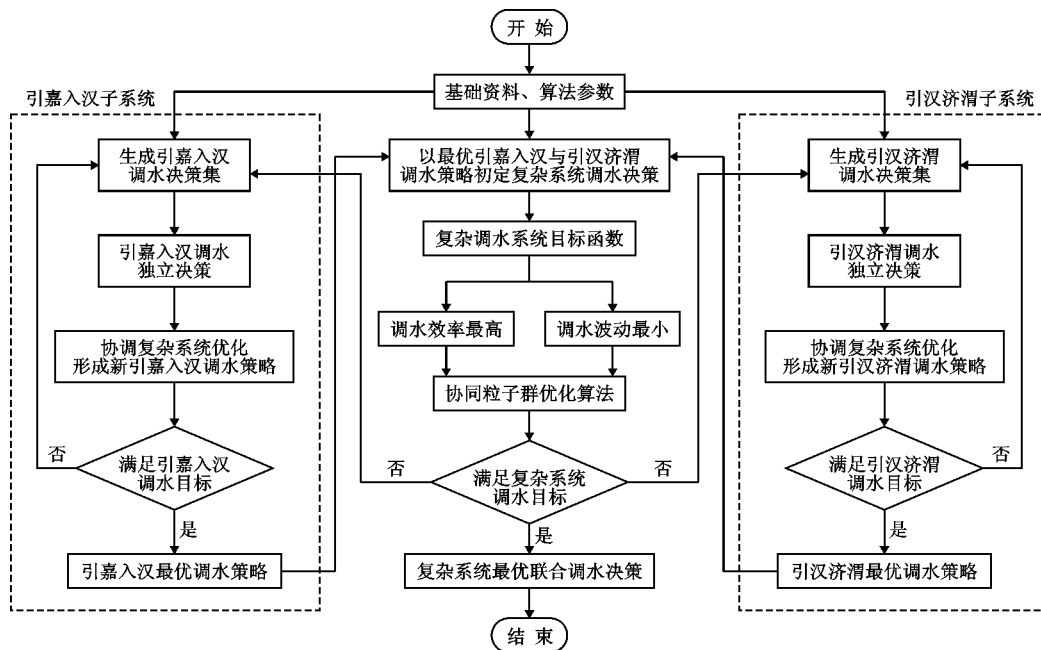 开 始
基础资料、算法参数
引嘉入汉子系统
生成引嘉入汉
调水决策集
引嘉入汉调水
独立决策
协调复杂系统优化
形成新引嘉入汉调水策略
满足引嘉入汉
调水目标
否
是
引嘉入汉最优调水策略
以最优引嘉入汉与引汉济渭
调水策略初定复杂系统调水决策
复杂调水系统目标函数
调水效率最高
调水波动最小
协同粒子群优化算法
满足复杂系统
调水目标
否
否
是
复杂系统最优联合调水决策
结 束
引汉济渭子系统
生成引汉济渭
调水决策集
引汉济渭调水
独立决策
协调复杂系统优化
形成新引汉济渭调水策略
满足引汉济渭
调水目标
否
是
引汉济渭最优调水策略